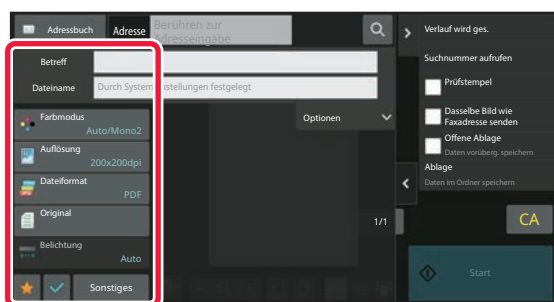 Adressbuch
Adresse
Berühren zur
Adresseingabe
Betreff
Dateiname
Durch System
nstellungen festgelegt
Farbmodus
Auto/Mono2
Auflösung
200x200dpi
Dateiformat
PDF
Original
Belichtung
Auto
Sonstiges
Optionen
1/1
Verlauf wird ges.
Suchnummer aufrufen
Prüfstempel
Dasselbe Bild wie
Faxadresse senden
Offene Ablage
Daten vorüberg. speichern
Ablage
Daten im Ordner speichern
CA
Start